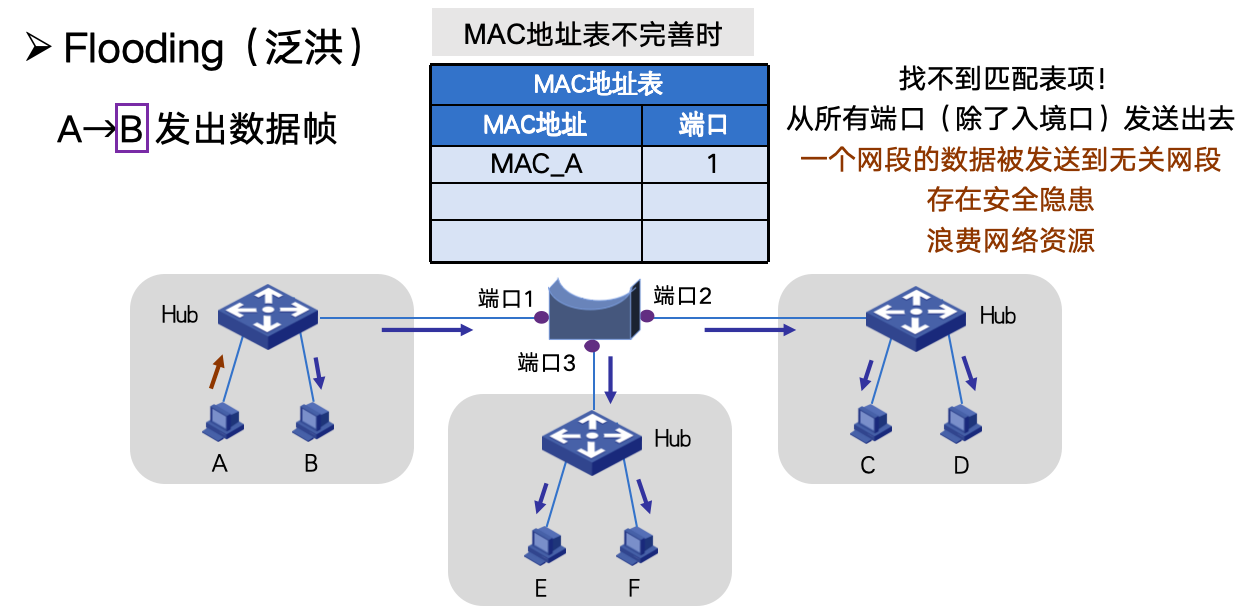 ➢ Flooding（泛洪）
A→B 发出数据帧
MAC地址表不完善时
MAC地址表
MAC地址 端口
MAC_A 1
找不到匹配表项！
从所有端口（除了入境口）发送出去
一个网段的数据被发送到无关网段
存在安全隐患
浪费网络资源
Hub
端口1
端口2
Hub
端口3
A
B
Hub
C
D
E
F